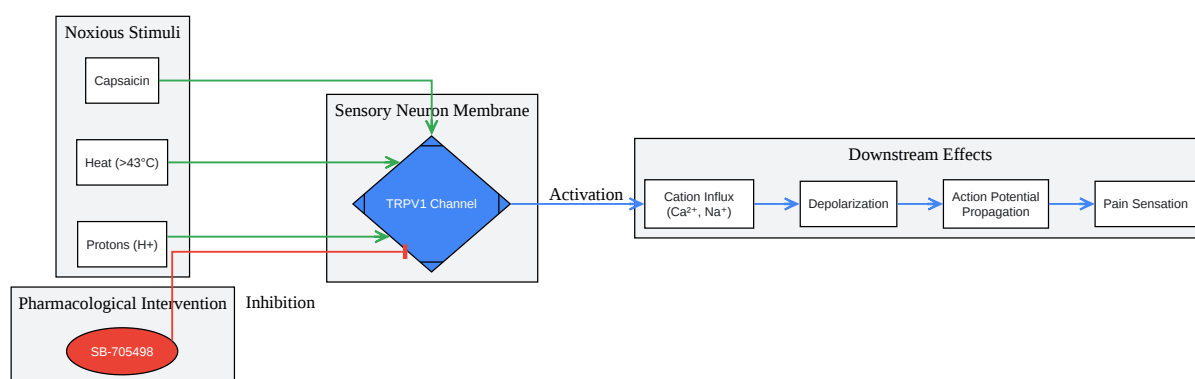 Noxious Stimuli
Capsaicin
Heat (>43°C)
Protons (H+)
Sensory Neuron Membrane
TRPV1 Channel
Activation
Downstream Effects
Cation Influx
(Ca²⁺, Na⁺)
Depolarization
Action Potential
Propagation
Pain Sensation
Pharmacological Intervention
Inhibition
SB-705498